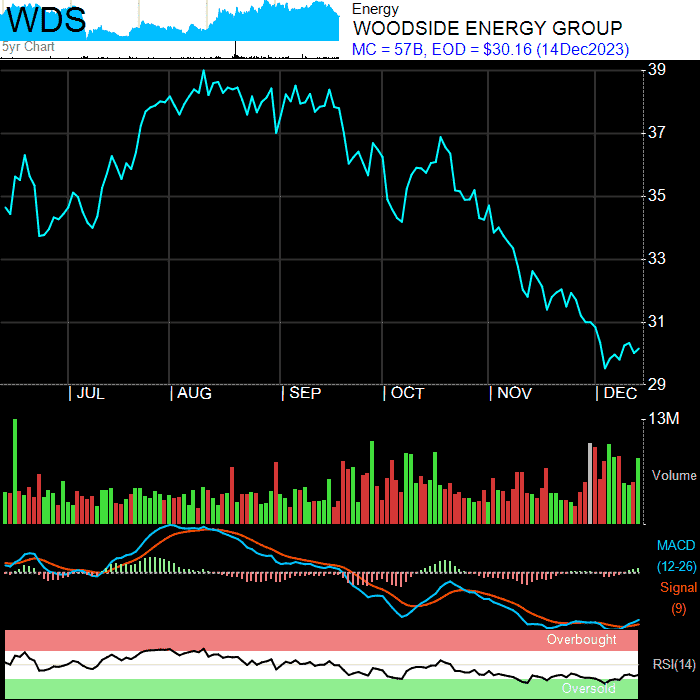 WDS
5yr Chart
Energy
WOODSIDE ENERGY GROUP
MC = 57B, EOD = $30.16 (14Dec2023)
39
37
35
33
31
29
| JUL | AUG | SEP | OCT | NOV | DEC
13M
Volume
MACD
(12-26)
Signal
(9)
Overbought
RSI(14)
Oversold